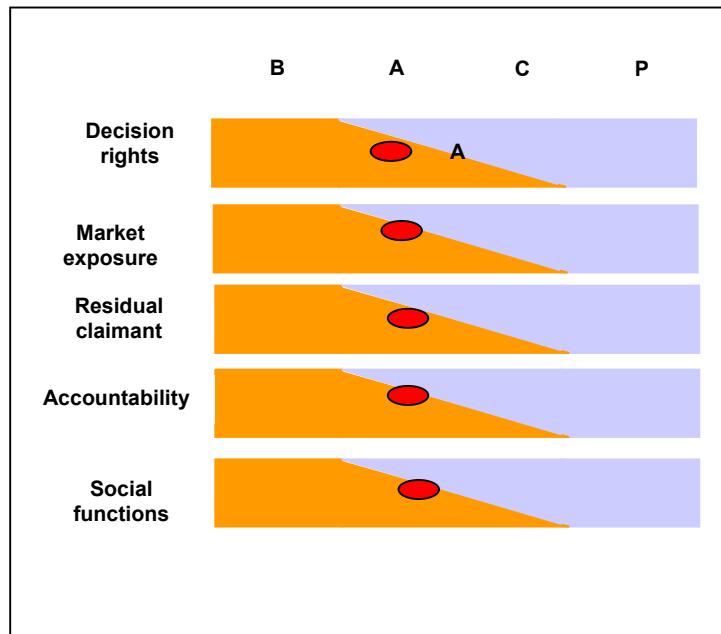 B A C P
Decision
rights
A
Market
exposure
Residual
claimant
Accountability
Social
functions